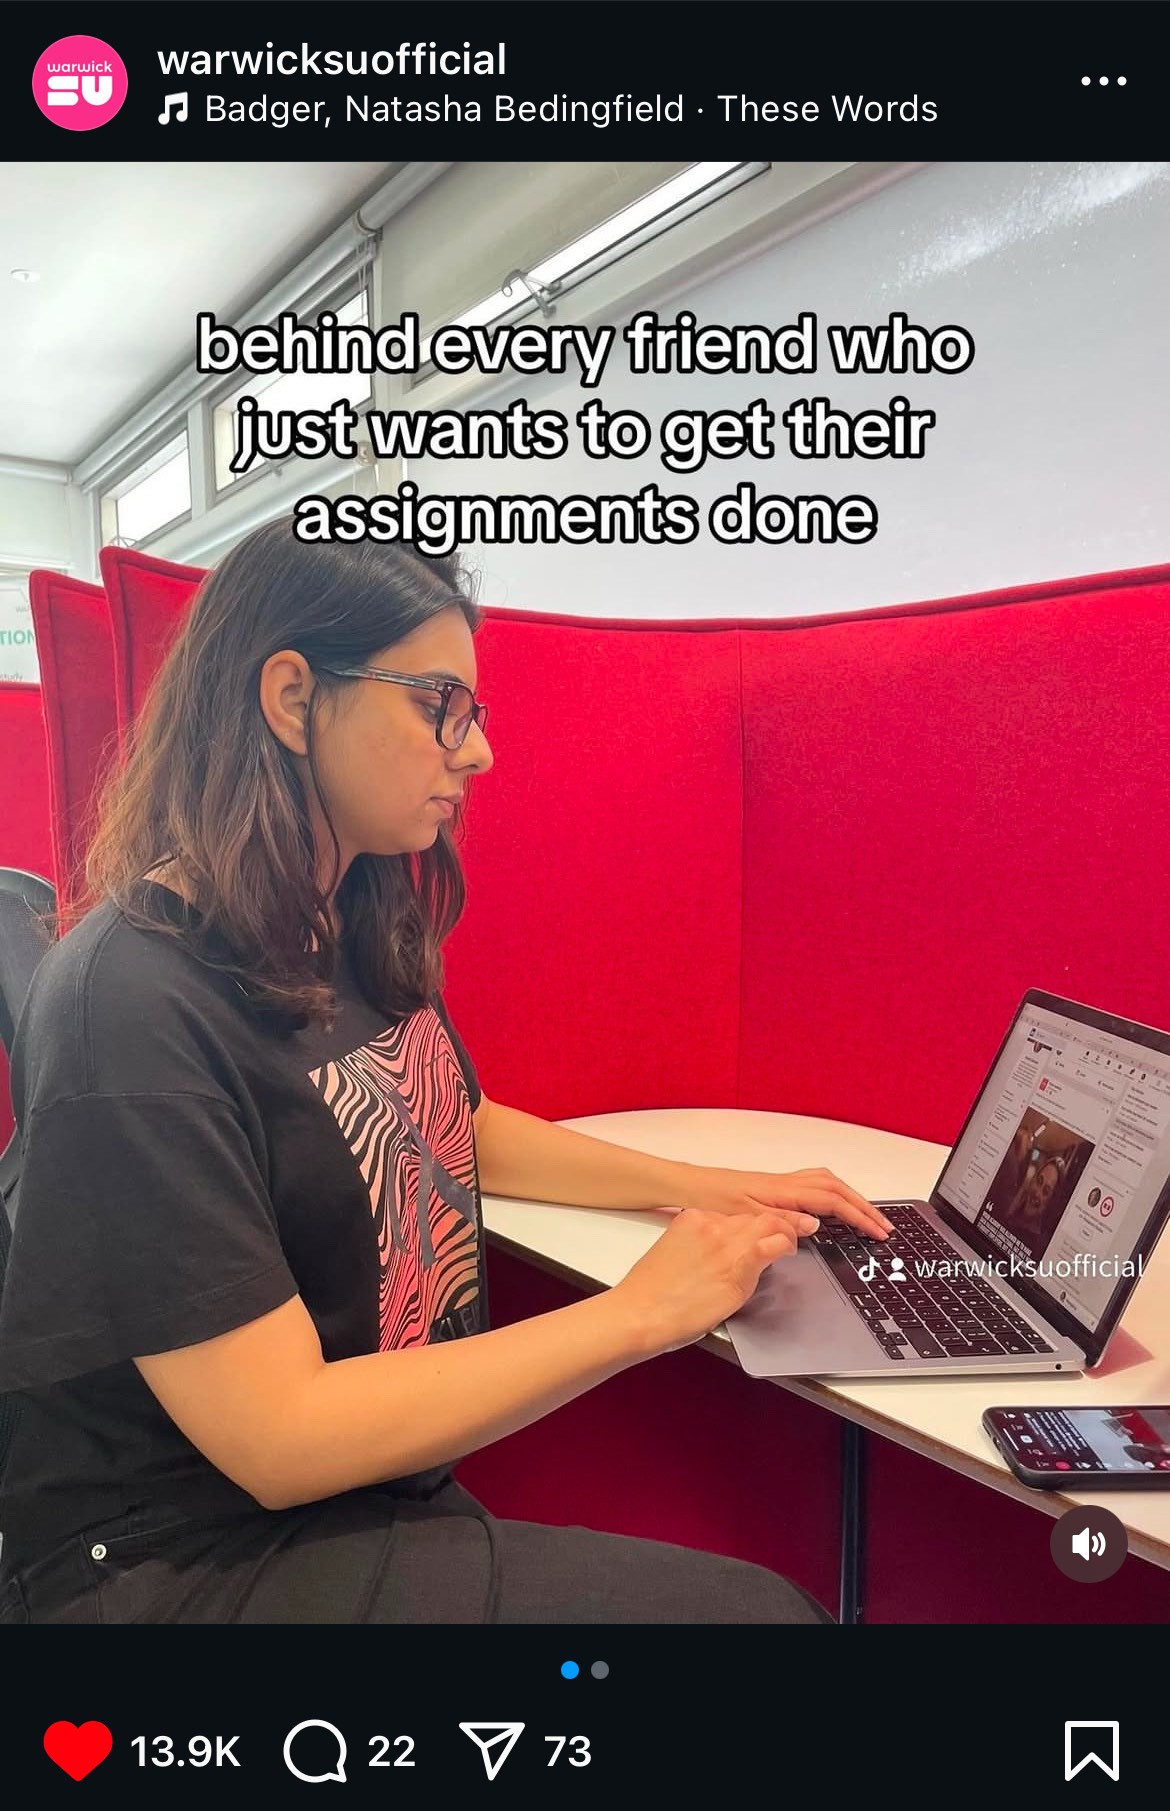 warwick
SU
warwicksuofficial
Badger, Natasha Bedingfield · These Words
behind every friend who
just wants to get their
assignments done
warwicksuofficial
13.9K 22 73